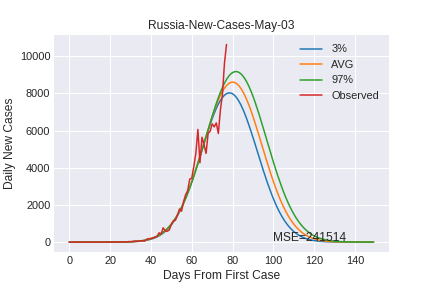 Russia-New-Cases-May-03
3%
AVG
97%
Observed
10000
8000
6000
4000
2000
0
Daily New Cases
MSE=241514
0 20 40 60 80 100 120 140
Days From First Case